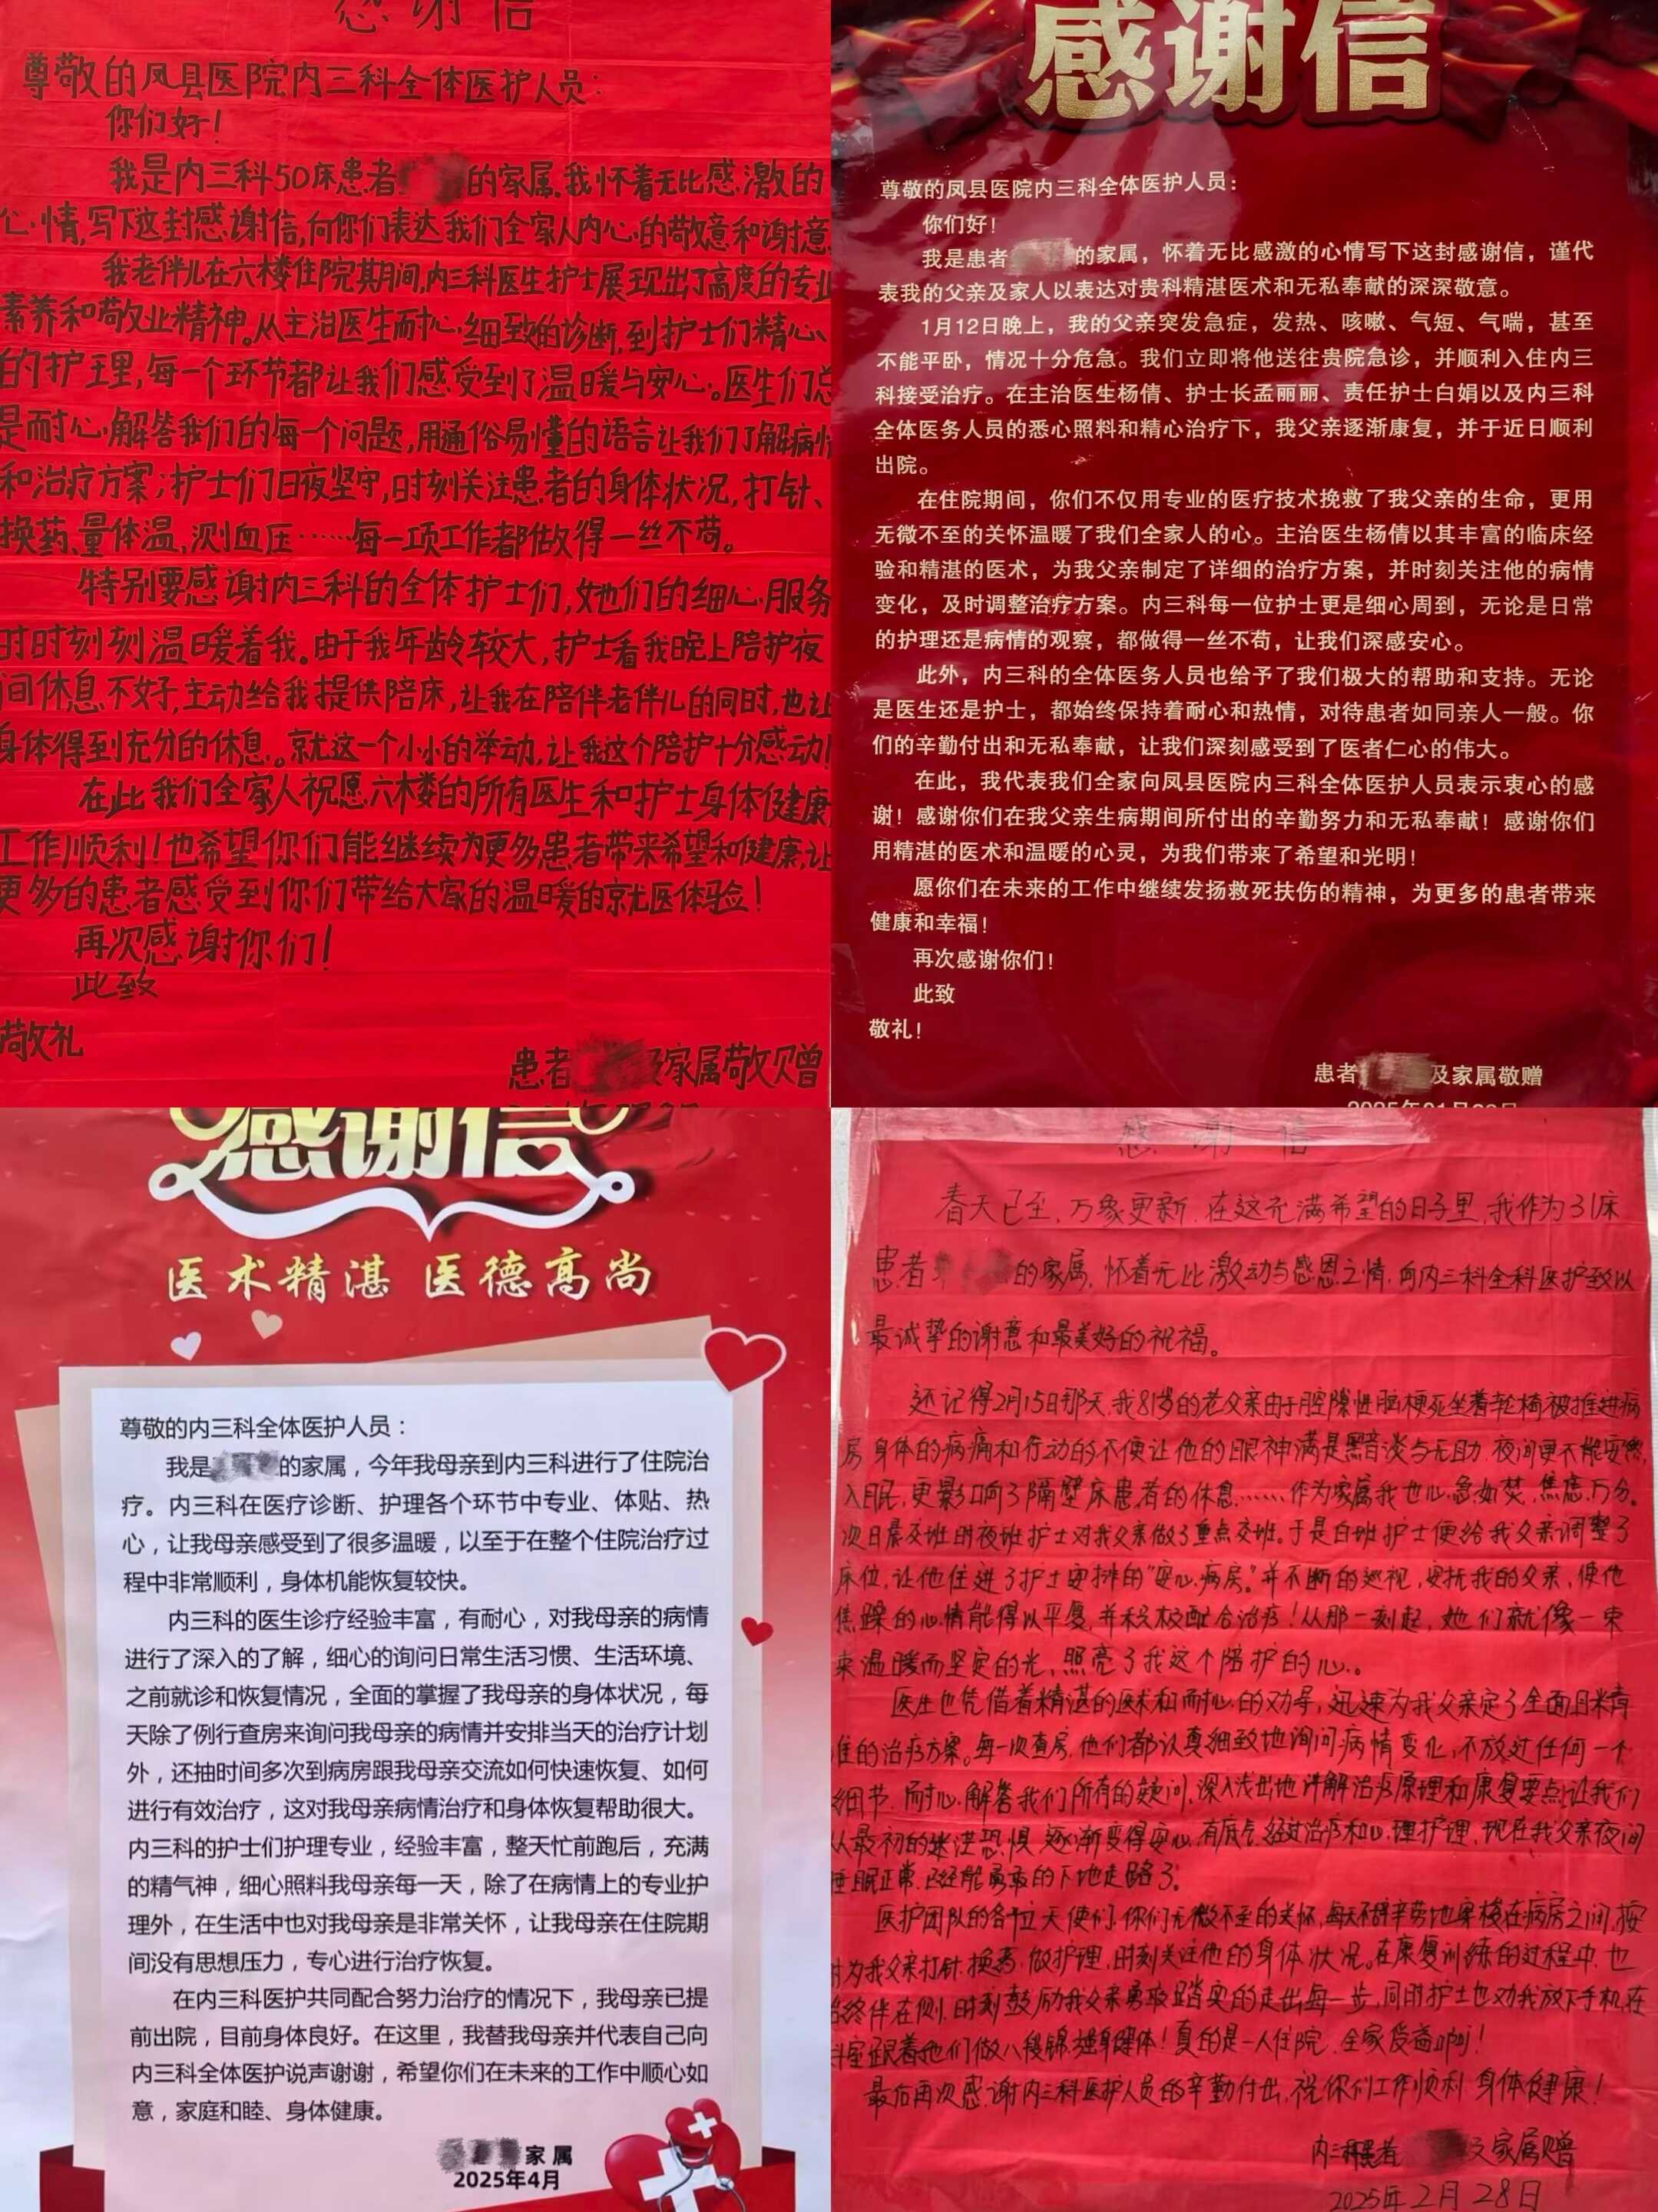 感谢信
尊敬的凤县医院内三科全体医护人员：
你们好！
我是内三科50床患者的家属。我怀着无比感激的
心情，写下这封感谢信，向你们表达我们全家人内心的敬意和谢意
我老伴儿在六楼住院其期间，内三科医生护士展现出了高度的专业
素养和敬业精神。从主治医生耐心细致的诊断，到护士们精心
的护理，每一个环节都让我们感受到了温暖与安心。医生们总
是耐心解答我们的每一个问题，用通俗易懂的语言让我们了解病情
和治疗方案；护士们日夜坚守，时刻关注患者的身体状况，打针、
换药、量体温、测血压……每一项工作都做得一丝不苟。
特别要感谢内三科的全体护士们，她们的细心服务
时时刻刻温暖着我。由于我年龄较大，护士看我晚上陪护夜
间休息不好，主动给我提供陪床，让我在陪伴老伴儿的同时，也让
身体得到充分的休息。就这一个小小的举动，让我这个陪护十分感动！
在此我们全家人祝愿六楼的所有医生和护士身体健康
工作顺利！也希望你们能继续为更多患者带来希望和健康，让
更多的患者感受到你们带给大家的温暖的就医体验！
再次感谢你们！
此致
敬礼
患者及家属敬赠
感谢信
尊敬的凤县医院内三科全体医护人员：
你们好！
我是患者的家属，怀着无比感激的心情写下这封感谢信，谨代
表我的父亲及家人以表达对贵科精湛医术和无私奉献的深深敬意。
1月12日晚上，我的父亲突发急症，发热、咳嗽、气短、气喘，甚至
不能平卧，情况十分危急。我们立即将他送往贵院急诊，并顺利入住内三
科接受治疗。在主治医生杨倩、护士长孟丽丽、责任护士白娟以及内三科
全体医务人员的悉心照料和精心治疗下，我父亲逐渐康复，并于近日顺利
出院。
在住院期间，你们不仅用专业的医疗技术挽救了我父亲的生命，更用
无微不至的关怀温暖了我们全家人的心。主治医生杨倩以其丰富的临床经
验和精湛的医术，为我父亲制定了详细的治疗方案，并时刻关注他的病情
变化，及时调整治疗方案。内三科每一位护士更是细心周到，无论是日常
的护理还是病情的观察，都做得一丝不苟，让我们深感安心。
此外，内三科的全体医务人员也给予了我们极大的帮助和支持。无论
是医生还是护士，都始终保持着耐心和热情，对待患者如同亲人一般。你
们的辛勤付出和无私奉献，让我们深刻感受到了医者仁心的伟大。
在此，我代表我们全家向凤县医院内三科全体医护人员表示衷心的感
谢！感谢你们在我父亲生病期间所付出的辛勤努力和无私奉献！感谢你们
用精湛的医术和温暖的心灵，为我们带来了希望和光明！
愿你们在未来的工作中继续发扬救死扶伤的精神，为更多的患者带来
健康和幸福！
再次感谢你们！
此致
敬礼！
患者及家属敬赠
感谢信
医术精湛 医德高尚
尊敬的内三科全体医护人员：
我是的家属，今年我母亲到内三科进行了住院治
疗。内三科在医疗诊断、护理各个环节中专业、体贴、热
心，让我母亲感受到了很多温暖，以至于在整个住院治疗过
程中非常顺利，身体机能恢复较快。
内三科的医生诊疗经验丰富，有耐心，对我母亲的病情
进行了深入的了解，细心的询问日常生活习惯、生活环境、
之前就诊和恢复情况，全面的掌握了我母亲的身体状况，每
天除了例行查房来询问我母亲的病情并安排当天的治疗计划
外，还抽时间多次到病房跟我母亲交流如何快速恢复、如何
进行有效治疗，这对我母亲病情治疗和身体恢复帮助很大。
内三科的护士们护理专业，经验丰富，整天忙前跑后，充满
的精气神，细心照料我母亲每一天，除了在病情上的专业护
理外，在生活中也对我母亲是非常关怀，让我母亲在住院期
间没有思想压力，专心进行治疗恢复。
在内三科医护共同配合努力治疗的情况下，我母亲已提
前出院，目前身体良好。在这里，我替我母亲并代表自己向
内三科全体医护说声谢谢，希望你们在未来的工作中顺心如
意，家庭和睦、身体健康。
家属
2025年4月
感谢信
春天已至，万象更新，在这充满希望的日子里，我作为31床
患者的家属，怀着无比激动与感恩之情，向内三科全科医护致以
最诚挚的谢意和最美好的祝福。
还记得2月15日那天，我81岁的老父亲由于腔隙性脑梗死坐着轮椅被推进病
房，身体的病痛和行动的不便让他的眼神满是黯淡与无助，夜间更不能安然
入眠，更影响了隔壁床患者的休息……作为家属我也心急如焚，焦虑万分。
次日晨交班时夜班护士对我父亲做了重点交班。于是白班护士便给我父亲调整了
床位，让他住进了护士安排的“安心病房”。并不断的巡视，安抚我的父亲，使他
焦躁的心情能得以平复，并积极配合治疗！从那一刻起，她们就像一束
束温暖而坚定的光，照亮了我这个陪护的心。
医生也凭借着精湛的医术和耐心的劝导，迅速为我父亲定了全面且精
准的治疗方案。每一次查房，他们都认真细致地询问病情变化，不放过任何一个
细节，耐心解答我们所有的疑问，深入浅出地讲解治疗原理和康复要点，让我们
从最初的迷茫恐惧，逐渐变得安心，有底气，经过治疗和心理护理，现在我父亲夜间
睡眠正常，已经能勇敢的下地走路了。
医护团队的各位天使们，你们无微不至的关怀，每天不辞辛劳地穿梭在病房之间，按
时为我父亲打针、换药、做护理，时刻关注他的身体状况。在康复训练的过程中，也
始终伴在侧，时刻鼓励我父亲勇敢踏实的走出每一步，同时护士也劝我放下手机，在
科室跟着他们做八段锦，强身健体！真的是一人住院，全家受益啊！
最后再次感谢内三科医护人员的辛勤付出，祝你们工作顺利，身体健康！
内三科患者及家属赠
2025年2月28日